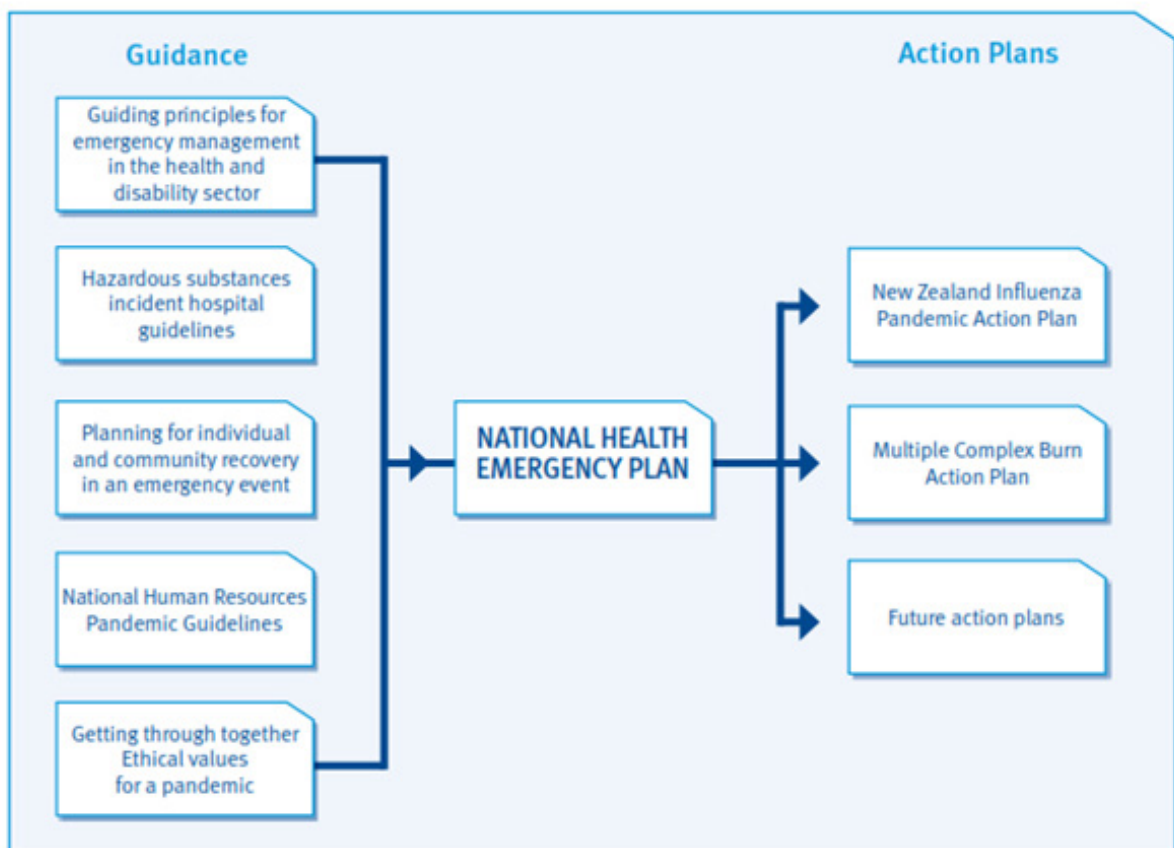 Guidance
Guiding principles for
emergency management
in the health and
disability sector
Hazardous substances
incident hospital
guidelines
Planning for individual
and community recovery
in an emergency event
National Human Resources
Pandemic Guidelines
Getting through together
Ethical values
for a pandemic
NATIONAL HEALTH
EMERGENCY PLAN
Action Plans
New Zealand Influenza
Pandemic Action Plan
Multiple Complex Burn
Action Plan
Future action plans